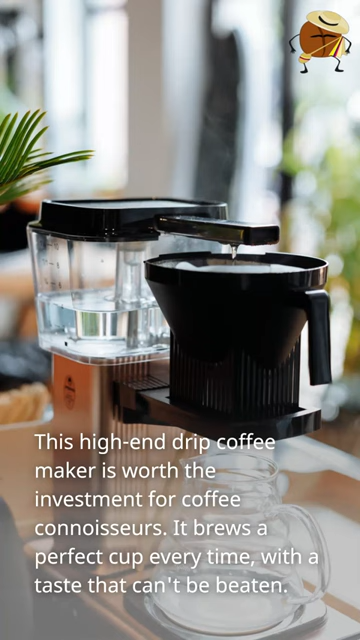 This high-end drip coffee
maker is worth the
investment for coffee
connoisseurs. It brews a
perfect cup every time, with a
taste that can't be beaten.